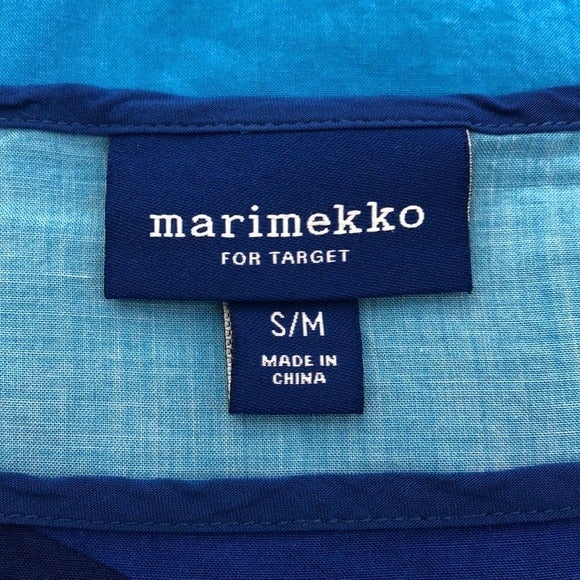 marimekko
FOR TARGET
S/M
MADE IN
CHINA